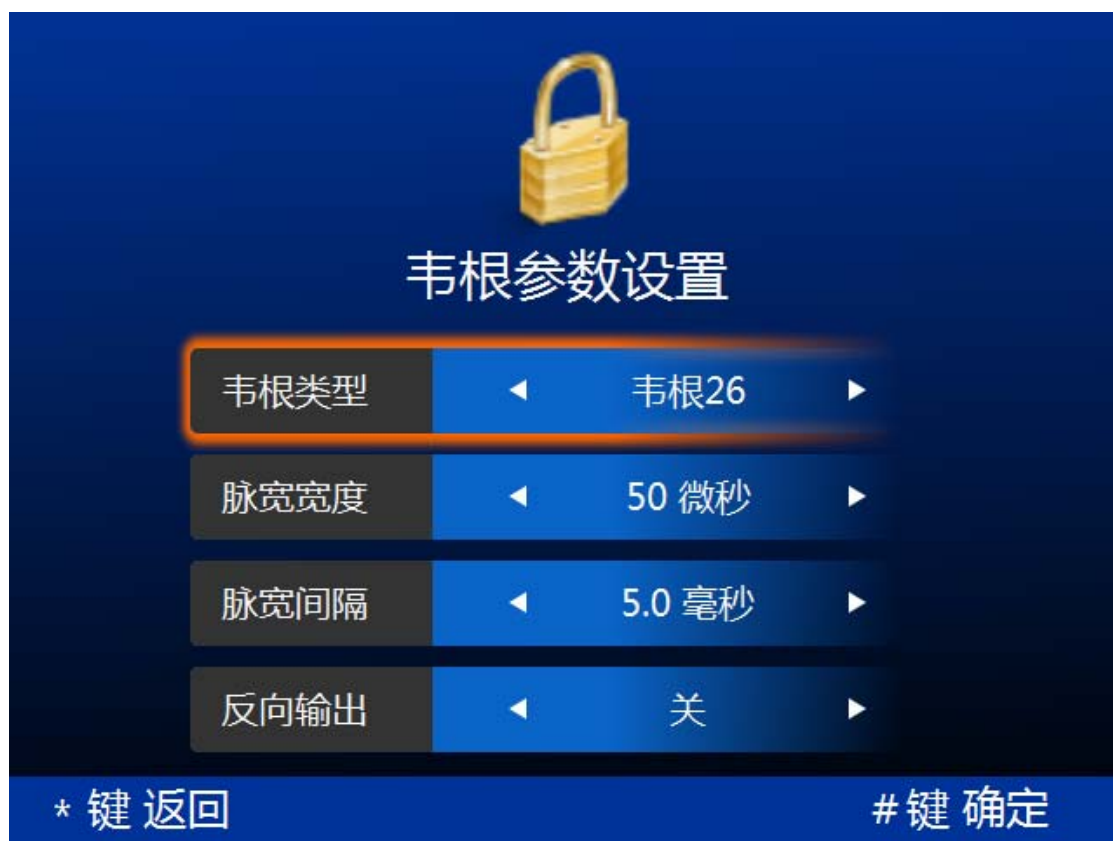 韦根参数设置
韦根类型 ◀ 韦根26 ▶
脉宽宽度 ◀ 50 微秒 ▶
脉宽间隔 ◀ 5.0 毫秒 ▶
反向输出 ◀ 关 ▶
* 键 返回 #键 确定